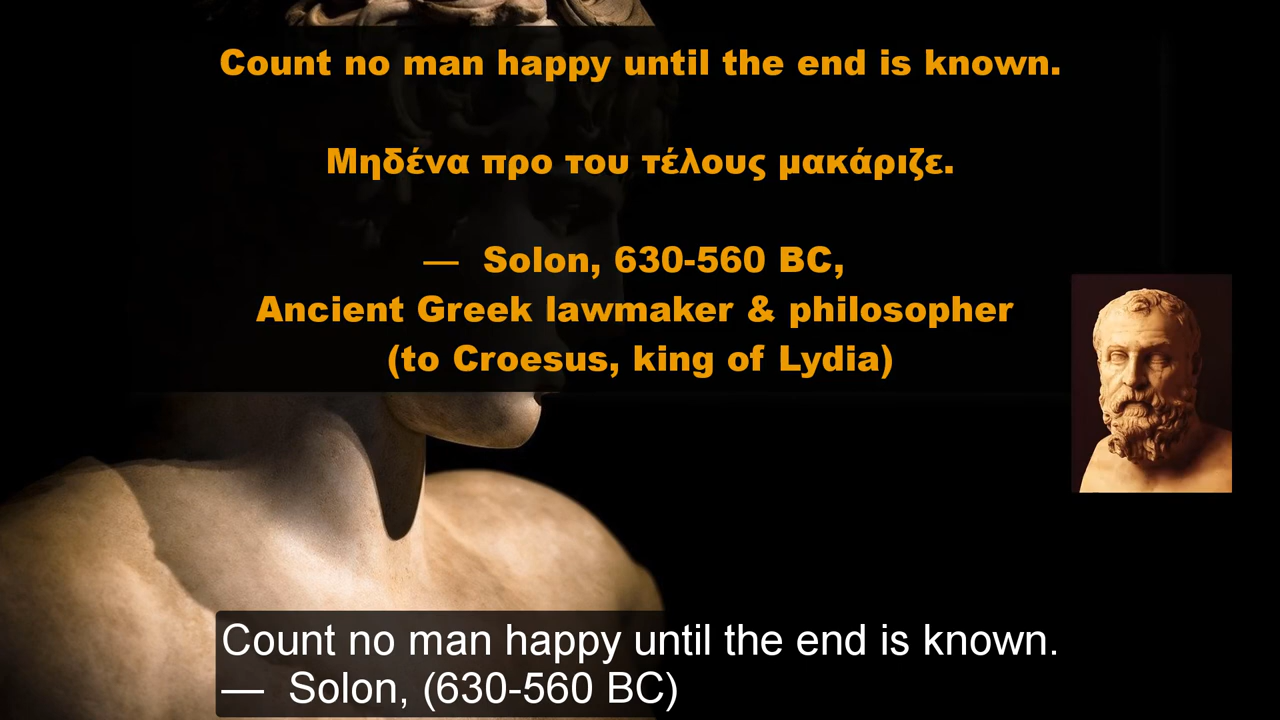 Count no man happy until the end is known.
Μηδένα προ του τέλους μακάριζε.
— Solon, 630-560 BC,
Ancient Greek lawmaker & philosopher
(to Croesus, king of Lydia)
Count no man happy until the end is known.
— Solon, (630-560 BC)